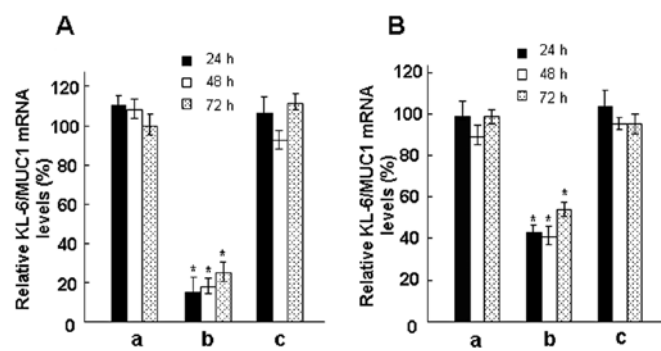 A
24 h
48 h
72 h
Relative KL-6/MUC1 mRNA
levels (%)
120
100
80
60
40
20
0
* * *
a b c
B
24 h
48 h
72 h
Relative KL-6/MUC1 mRNA
levels (%)
120
100
80
60
40
20
0
* * *
a b c